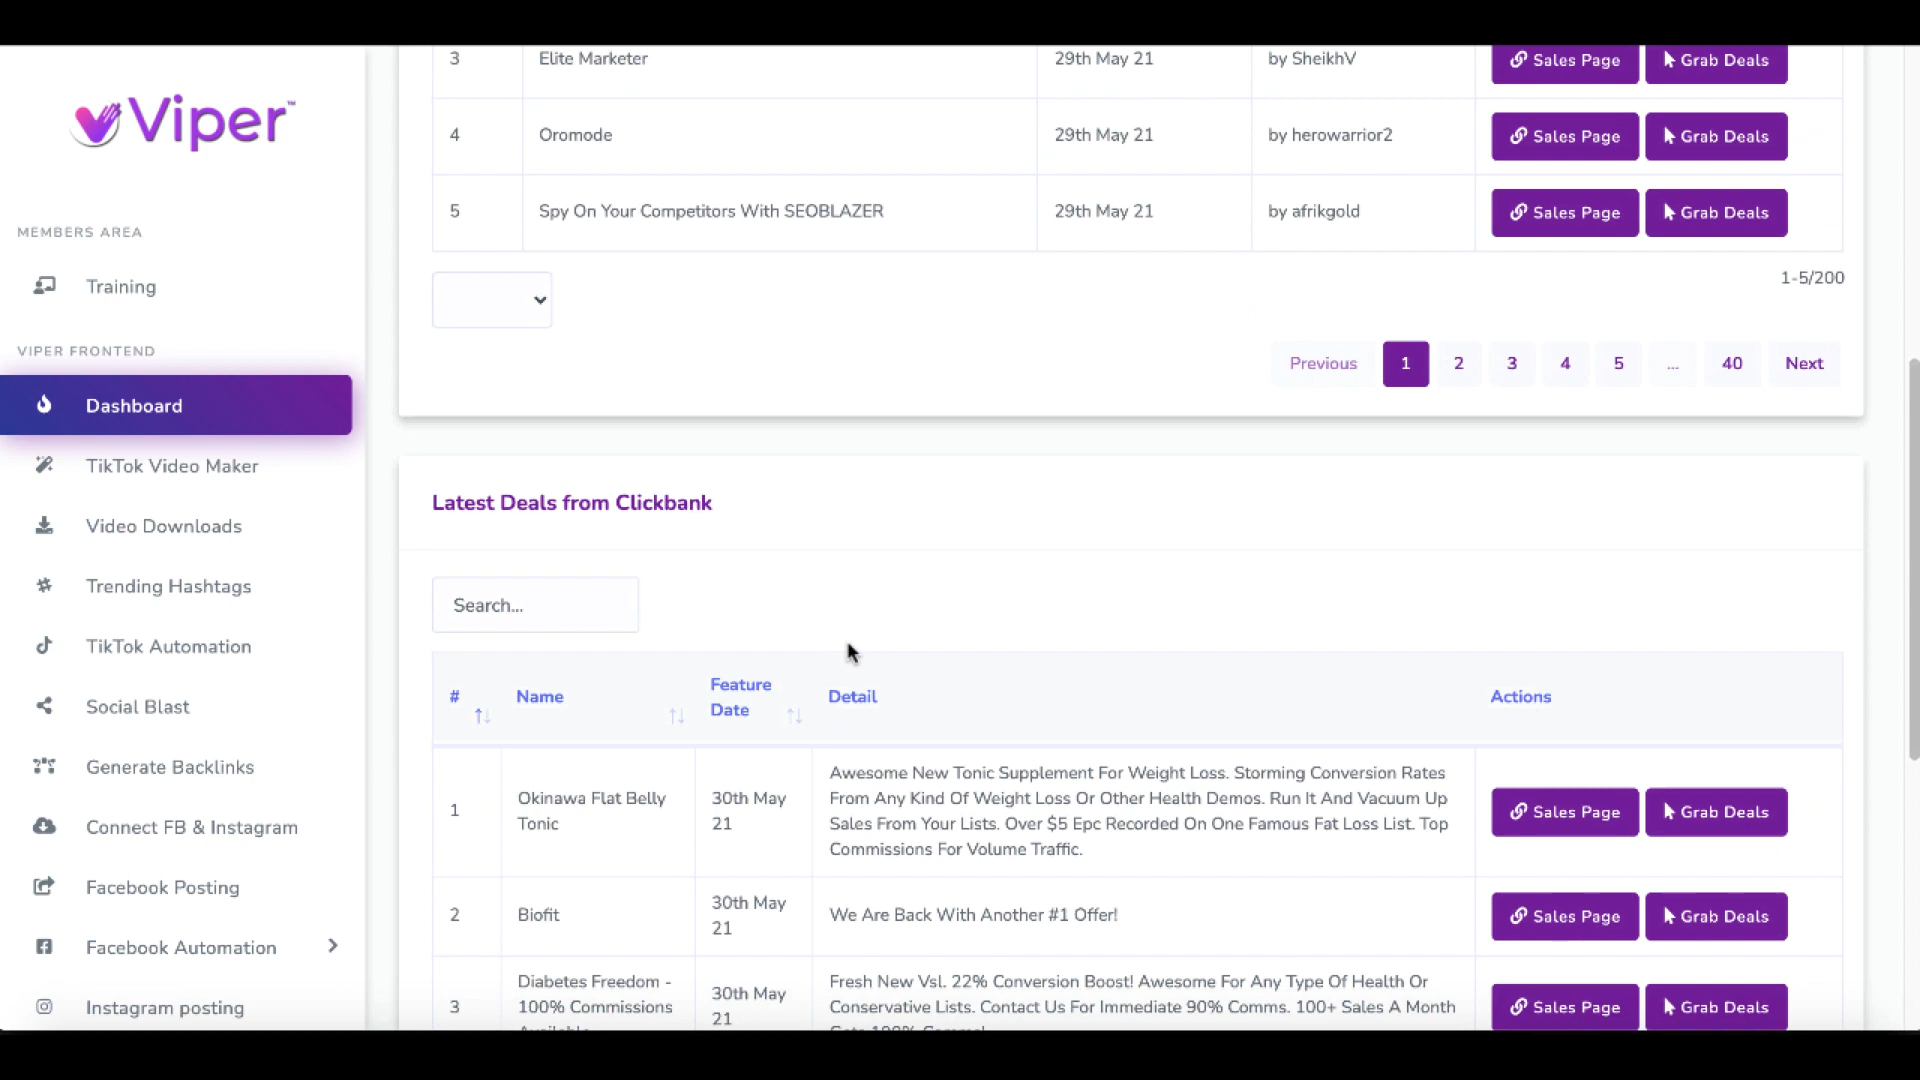 Viper™
MEMBERS AREA
Training
VIPER FRONTEND
Dashboard
TikTok Video Maker
Video Downloads
Trending Hashtags
TikTok Automation
Social Blast
Generate Backlinks
Connect FB & Instagram
Facebook Posting
Facebook Automation
Instagram posting
3 Elite Marketer 29th May 21 by SheikhV Sales Page Grab Deals
4 Oromode 29th May 21 by herowarrior2 Sales Page Grab Deals
5 Spy On Your Competitors With SEOBLAZER 29th May 21 by afrikgold Sales Page Grab Deals
1-5/200
Previous 1 2 3 4 5 ... 40 Next
Latest Deals from Clickbank
Search...
# Name Feature Date Detail Actions
1
Okinawa Flat Belly
Tonic
30th May
21
Awesome New Tonic Supplement For Weight Loss. Storming Conversion Rates
From Any Kind Of Weight Loss Or Other Health Demos. Run It And Vacuum Up
Sales From Your Lists. Over $5 Epc Recorded On One Famous Fat Loss List. Top
Commissions For Volume Traffic.
Sales Page Grab Deals
2
Biofit
30th May
21
We Are Back With Another #1 Offer!
Sales Page Grab Deals
3
Diabetes Freedom -
100% Commissions
30th May
21
Fresh New Vsl. 22% Conversion Boost! Awesome For Any Type Of Health Or
Conservative Lists. Contact Us For Immediate 90% Comms. 100+ Sales A Month
Sales Page Grab Deals